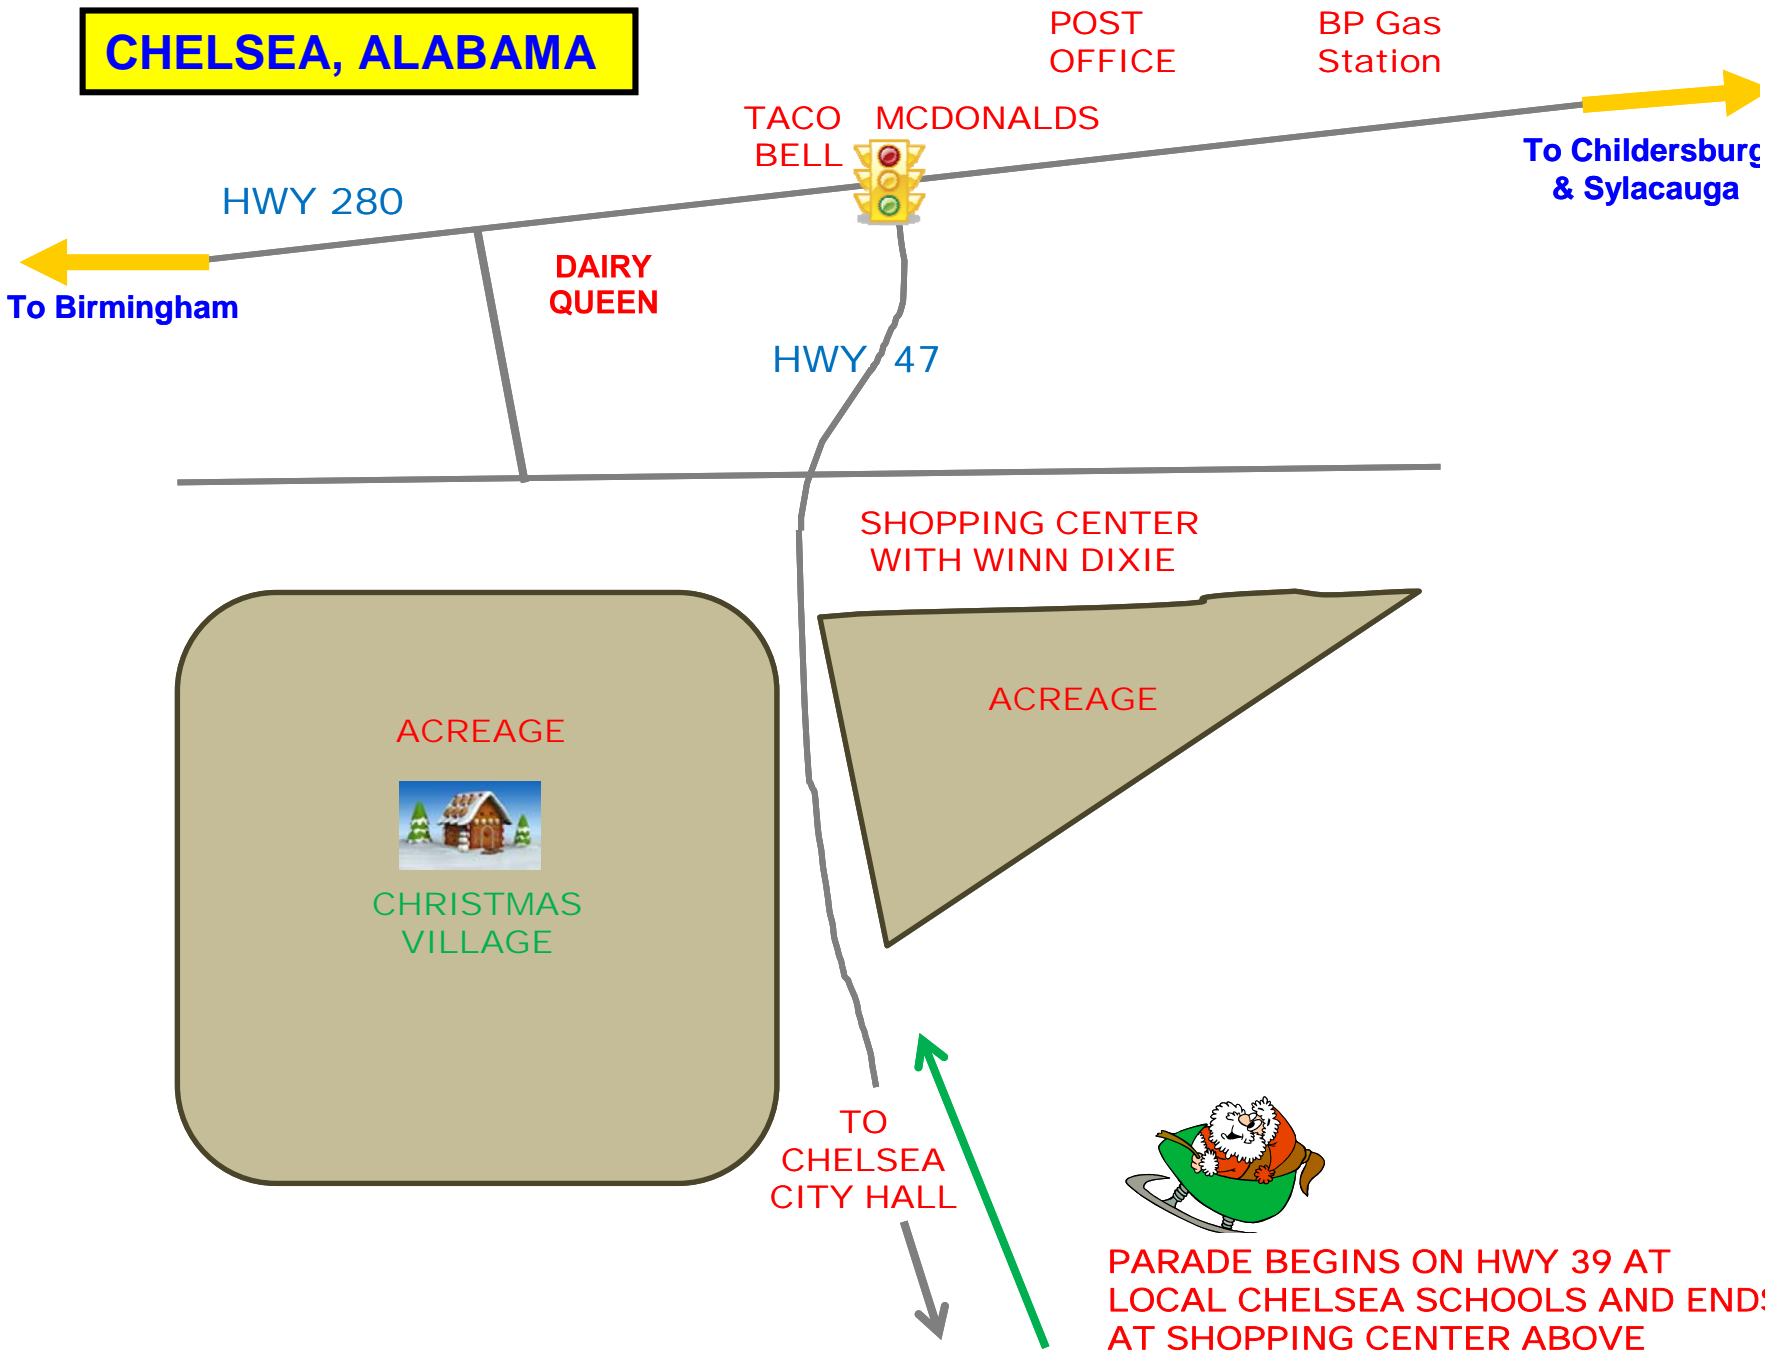 CHELSEA, ALABAMA
POST
OFFICE
BP Gas
Station
TACO
BELL
MCDONALDS
To Childersburg
& Sylacauga
HWY 280
To Birmingham
DAIRY
QUEEN
HWY 47
SHOPPING CENTER
WITH WINN DIXIE
ACREAGE
ACREAGE
CHRISTMAS
VILLAGE
TO
CHELSEA
CITY HALL
PARADE BEGINS ON HWY 39 AT
LOCAL CHELSEA SCHOOLS AND ENDS
AT SHOPPING CENTER ABOVE